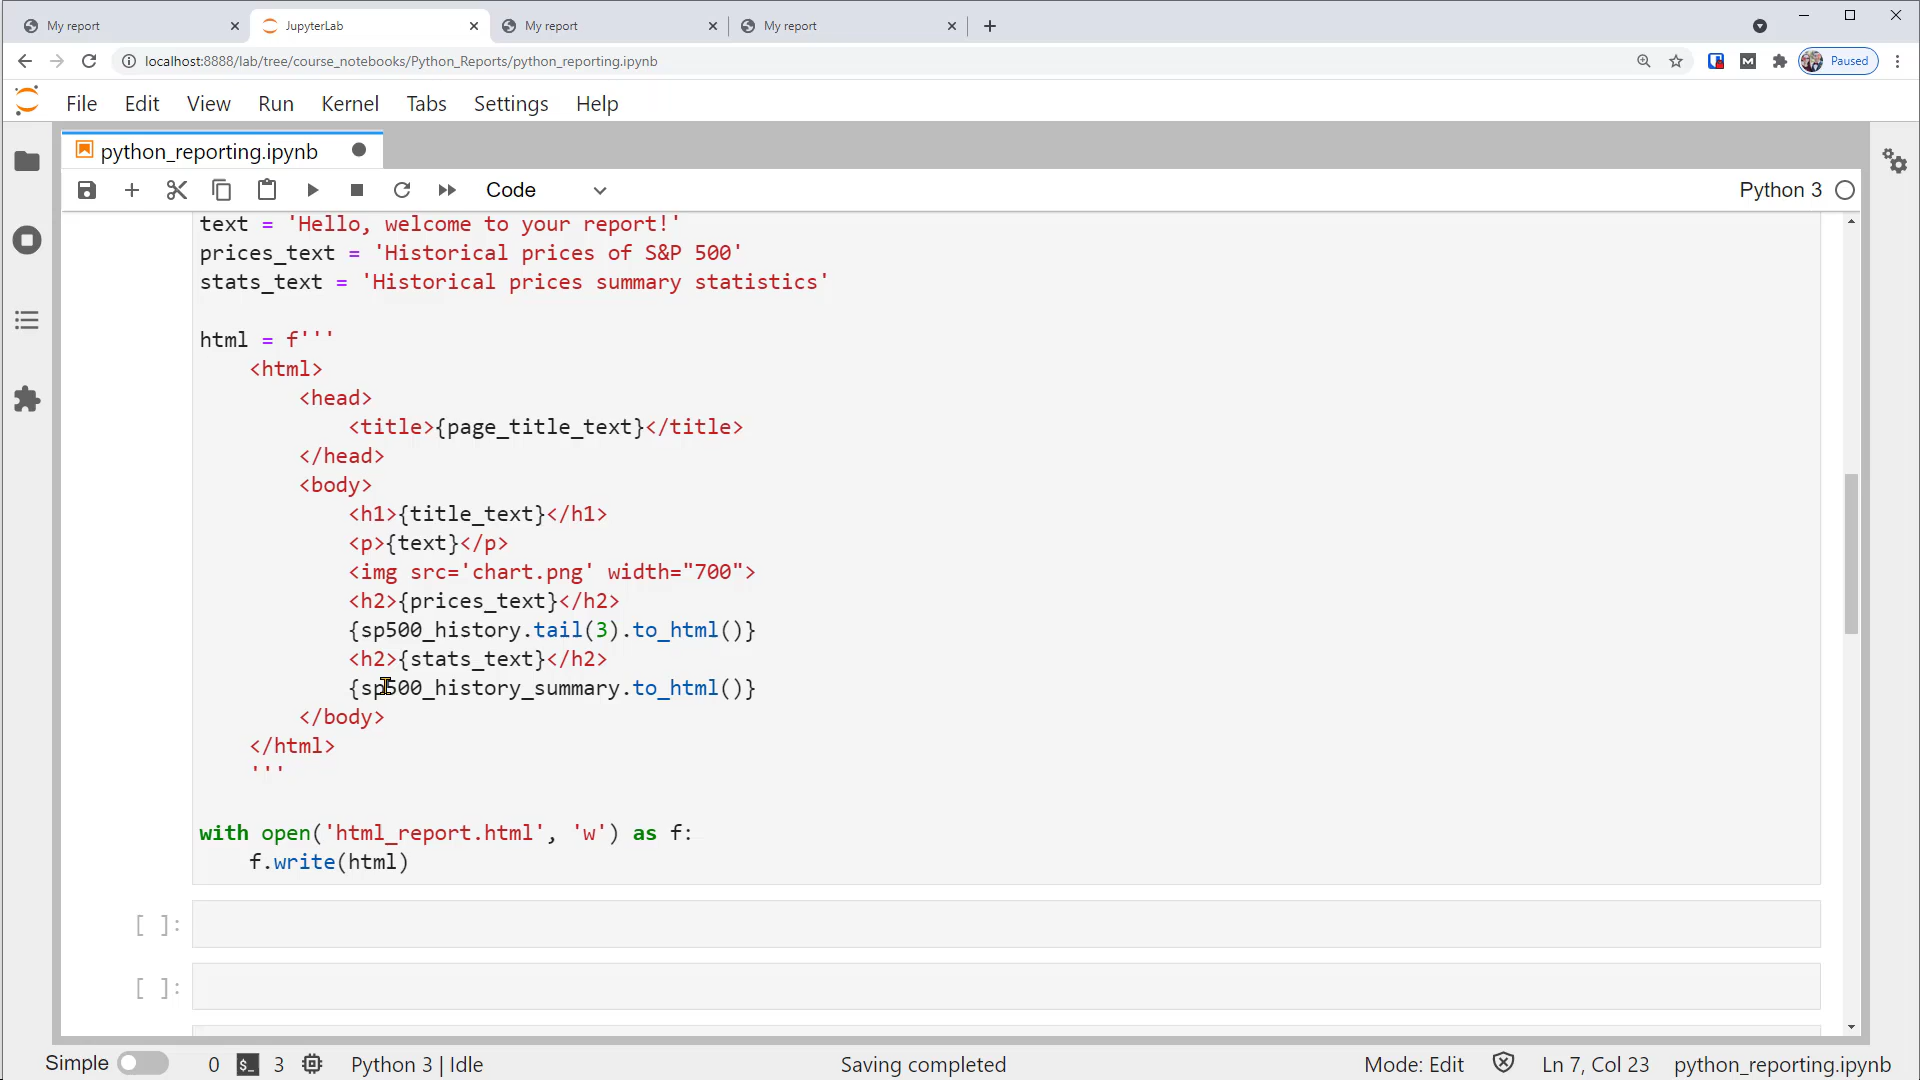 My report
JupyterLab
My report
My report
localhost:8888/lab/tree/course_notebooks/Python_Reports/python_reporting.ipynb
M
Paused
File Edit View Run Kernel Tabs Settings Help
python_reporting.ipynb
Code
Python 3
text = 'Hello, welcome to your report!'
prices_text = 'Historical prices of S&P 500'
stats_text = 'Historical prices summary statistics'
html = f'''
<html>
<head>
<title>{page_title_text}</title>
</head>
<body>
<h1>{title_text}</h1>
<p>{text}</p>
<img src='chart.png' width="700">
<h2>{prices_text}</h2>
{sp500_history.tail(3).to_html()}
<h2>{stats_text}</h2>
{sp500_history_summary.to_html()}
</body>
</html>
'''
with open('html_report.html', 'w') as f:
f.write(html)
[ ]:
[ ]:
Simple 0 $_ 3 Python 3 | Idle Saving completed Mode: Edit Ln 7, Col 23 python_reporting.ipynb